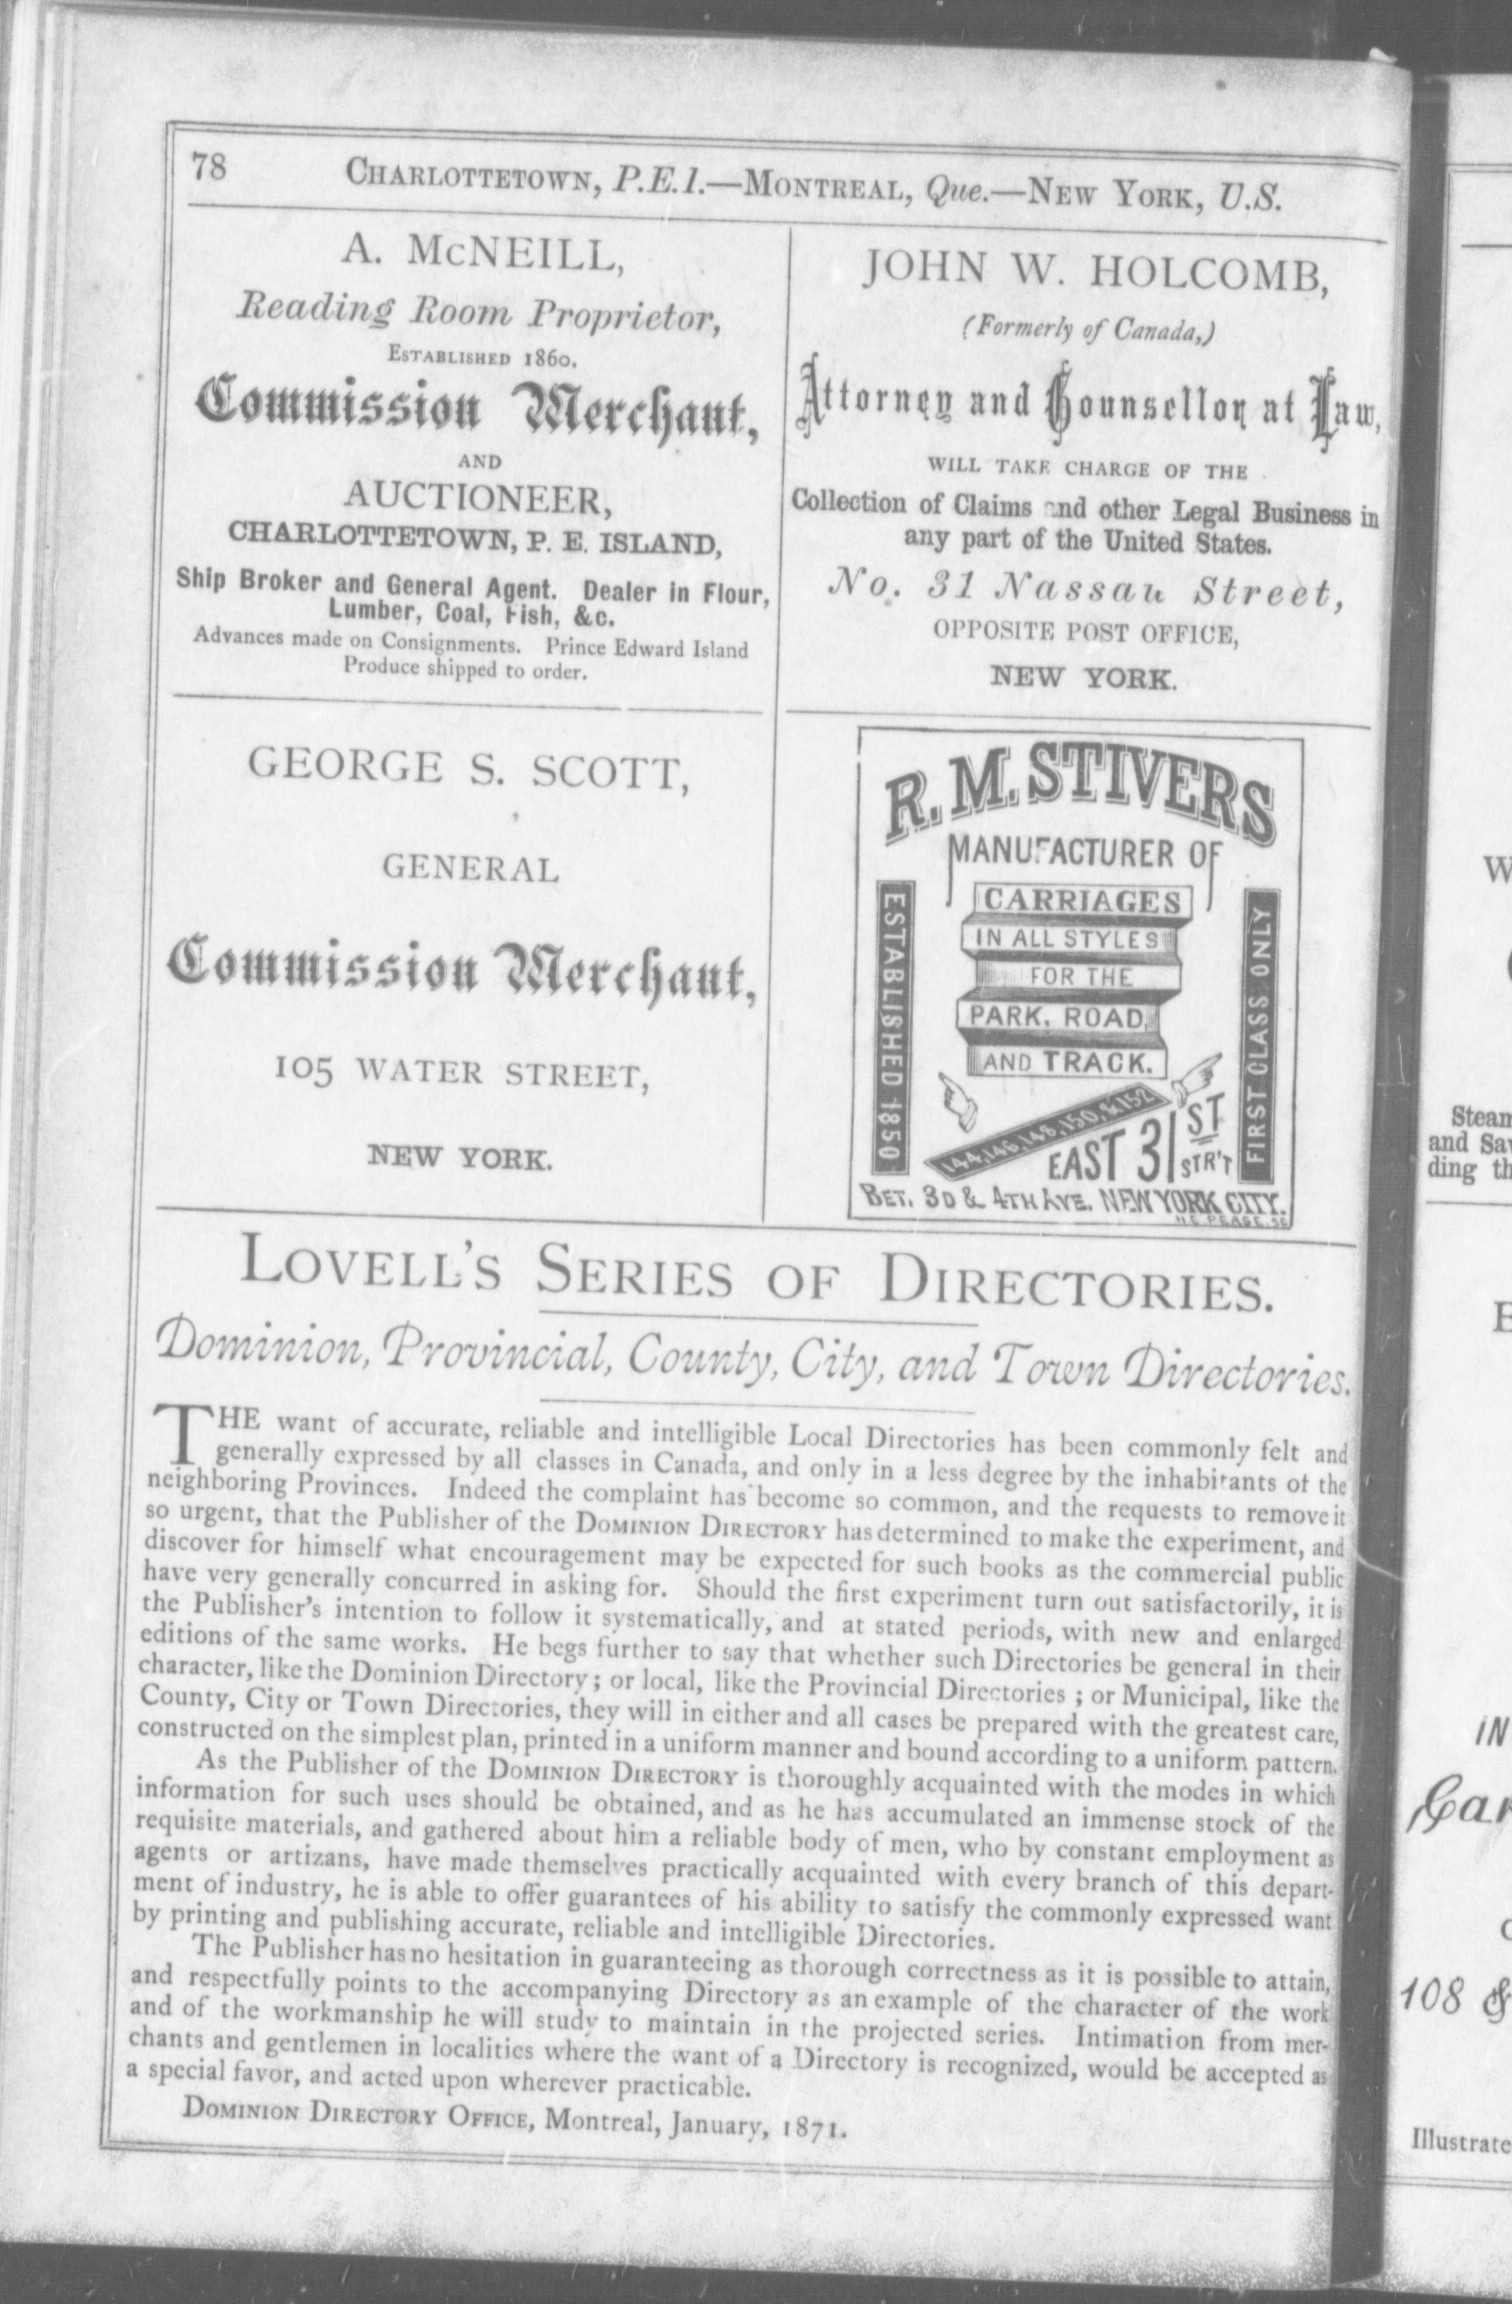 78 CHARLOTTETOWN, P.E.I.—MONTREAL, Que.—NEW YORK, U.S.
A. McNEILL,
Reading Room Proprietor,
ESTABLISHED 1860.
Commission Merchant,
AND
AUCTIONEER,
CHARLOTTETOWN, P. E. ISLAND,
Ship Broker and General Agent. Dealer in Flour,
Lumber, Coal, Fish, &c.
Advances made on Consignments. Prince Edward Island
Produce shipped to order.
JOHN W. HOLCOMB,
(Formerly of Canada,)
Attorney and Counsellor at Law,
WILL TAKE CHARGE OF THE
Collection of Claims and other Legal Business in
any part of the United States.
No. 31 Nassau Street,
OPPOSITE POST OFFICE,
NEW YORK.
GEORGE S. SCOTT,
GENERAL
Commission Merchant,
105 WATER STREET,
NEW YORK.
R. M. STIVERS
MANUFACTURER OF
CARRIAGES
IN ALL STYLES
FOR THE
PARK, ROAD,
AND TRACK.
ESTABLISHED 1850
FIRST CLASS ONLY
144, 146, 148, 150, & 152
EAST 31ST STR'T
BET. 3D & 4TH AVE. NEW YORK CITY.
H.E. PEASE. SC
LOVELL'S SERIES OF DIRECTORIES.
Dominion, Provincial, County, City, and Town Directories.
THE want of accurate, reliable and intelligible Local Directories has been commonly felt and
generally expressed by all classes in Canada, and only in a less degree by the inhabitants of the
neighboring Provinces. Indeed the complaint has become so common, and the requests to remove it
so urgent, that the Publisher of the DOMINION DIRECTORY has determined to make the experiment, and
discover for himself what encouragement may be expected for such books as the commercial public
have very generally concurred in asking for. Should the first experiment turn out satisfactorily, it is
the Publisher's intention to follow it systematically, and at stated periods, with new and enlarged
editions of the same works. He begs further to say that whether such Directories be general in their
character, like the Dominion Directory; or local, like the Provincial Directories; or Municipal, like the
County, City or Town Directories, they will in either and all cases be prepared with the greatest care,
constructed on the simplest plan, printed in a uniform manner and bound according to a uniform pattern.
As the Publisher of the DOMINION DIRECTORY is thoroughly acquainted with the modes in which
information for such uses should be obtained, and as he has accumulated an immense stock of the
requisite materials, and gathered about him a reliable body of men, who by constant employment as
agents or artizans, have made themselves practically acquainted with every branch of this depart-
ment of industry, he is able to offer guarantees of his ability to satisfy the commonly expressed want
by printing and publishing accurate, reliable and intelligible Directories.
The Publisher has no hesitation in guaranteeing as thorough correctness as it is possible to attain,
and respectfully points to the accompanying Directory as an example of the character of the work
and of the workmanship he will study to maintain in the projected series. Intimation from mer-
chants and gentlemen in localities where the want of a Directory is recognized, would be accepted as
a special favor, and acted upon wherever practicable.
DOMINION DIRECTORY OFFICE, Montreal, January, 1871.
W
Steam
and Sa
ding th
E
IN
Car
108 &
Illustrate